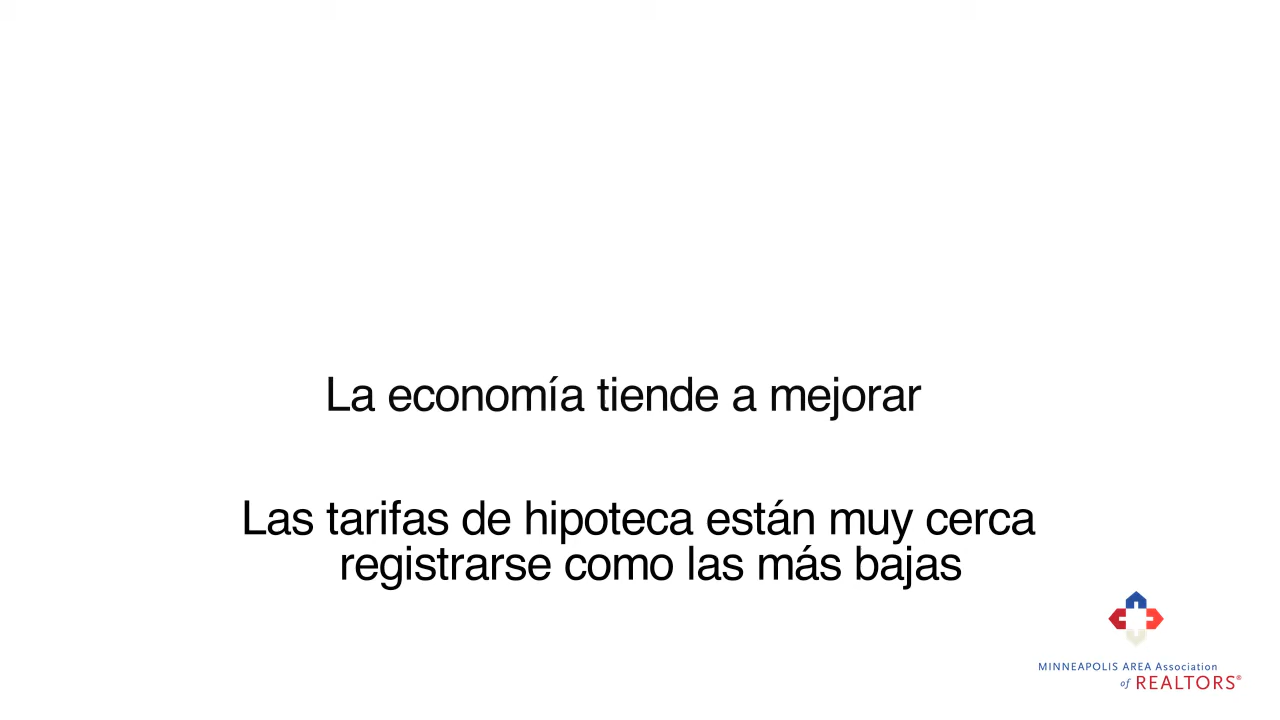 La economía tiende a mejorar
Las tarifas de hipoteca están muy cerca
registrarse como las más bajas
MINNEAPOLIS AREA Association
of REALTORS®